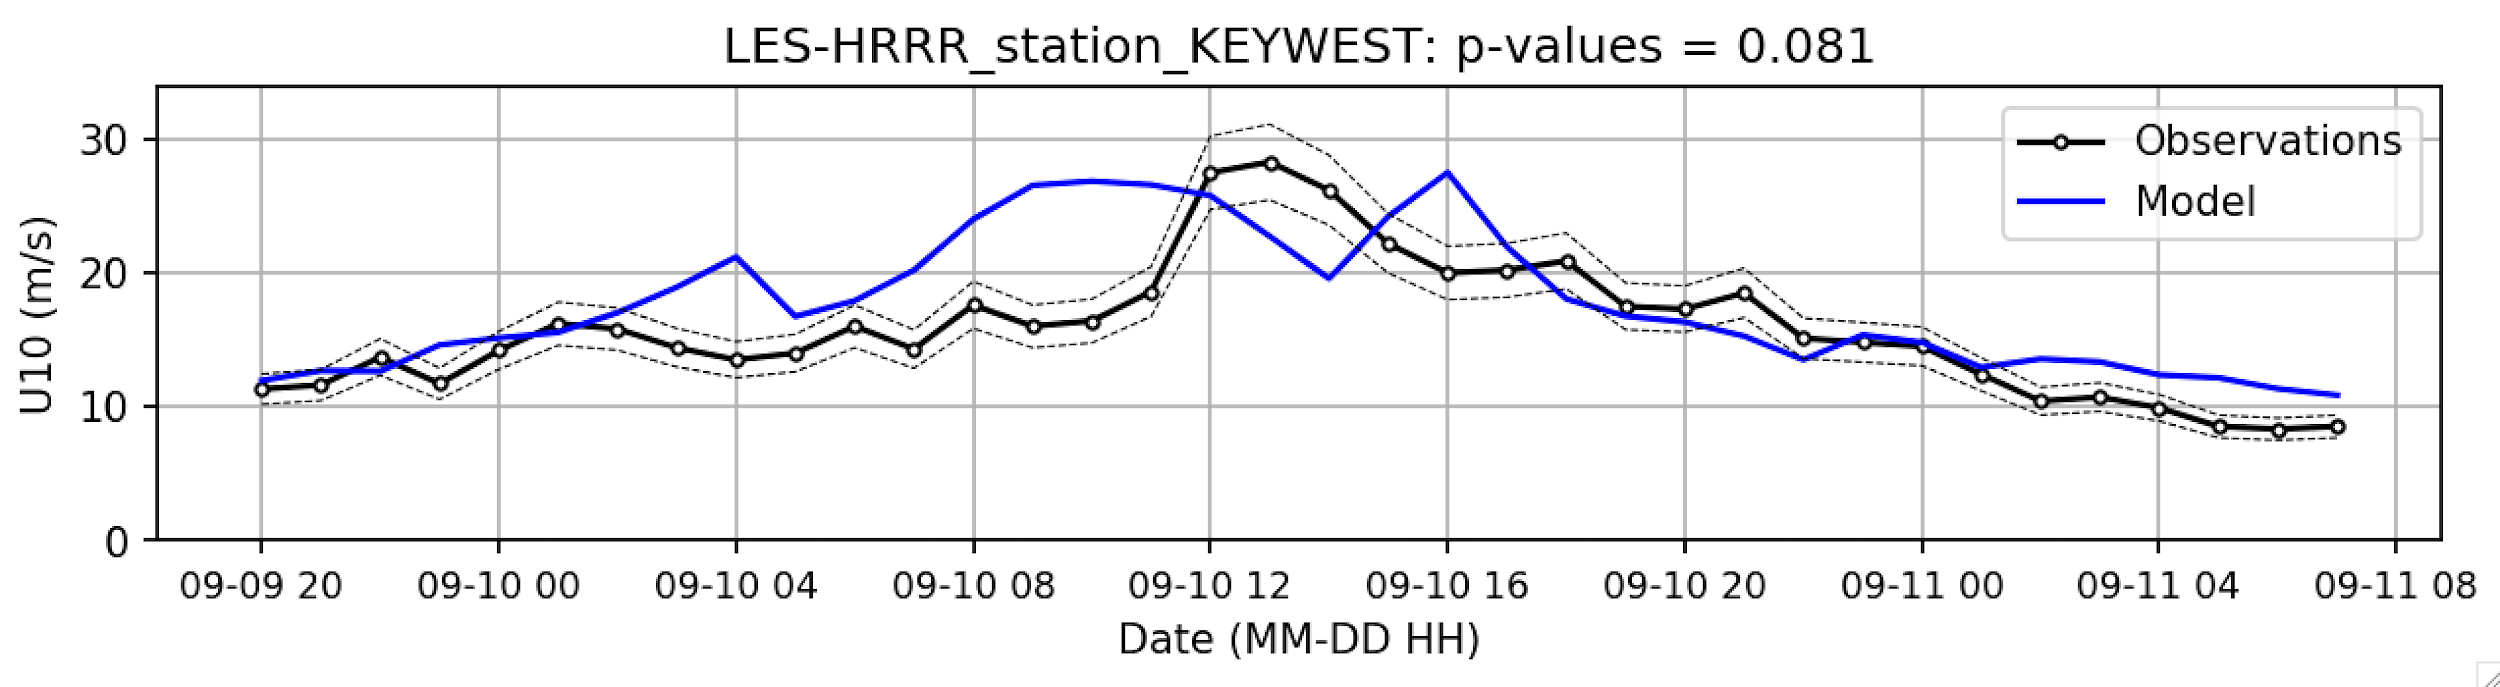 LES-HRRR_station_KEYWEST: p-values = 0.081
30
20
10
0
U10 (m/s)
Observations
Model
09-09 20
09-10 00
09-10 04
09-10 08
09-10 12
09-10 16
09-10 20
09-11 00
09-11 04
09-11 08
Date (MM-DD HH)